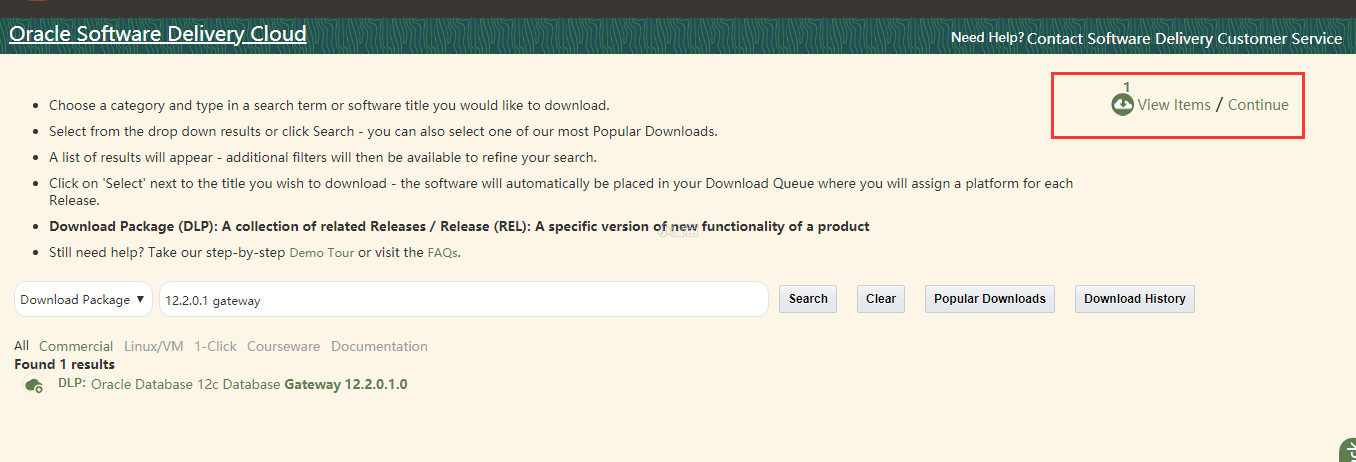 Oracle Software Delivery Cloud
Need Help? Contact Software Delivery Customer Service
1
View Items / Continue
Choose a category and type in a search term or software title you would like to download.
Select from the drop down results or click Search - you can also select one of our most Popular Downloads.
A list of results will appear - additional filters will then be available to refine your search.
Click on 'Select' next to the title you wish to download - the software will automatically be placed in your Download Queue where you will assign a platform for each
Release.
Download Package (DLP): A collection of related Releases / Release (REL): A specific version of new functionality of a product
Still need help? Take our step-by-step Demo Tour or visit the FAQs.
Download Package ▼ 12.2.0.1 gateway Search Clear Popular Downloads Download History
All Commercial Linux/VM 1-Click Courseware Documentation
Found 1 results
DLP: Oracle Database 12c Database Gateway 12.2.0.1.0